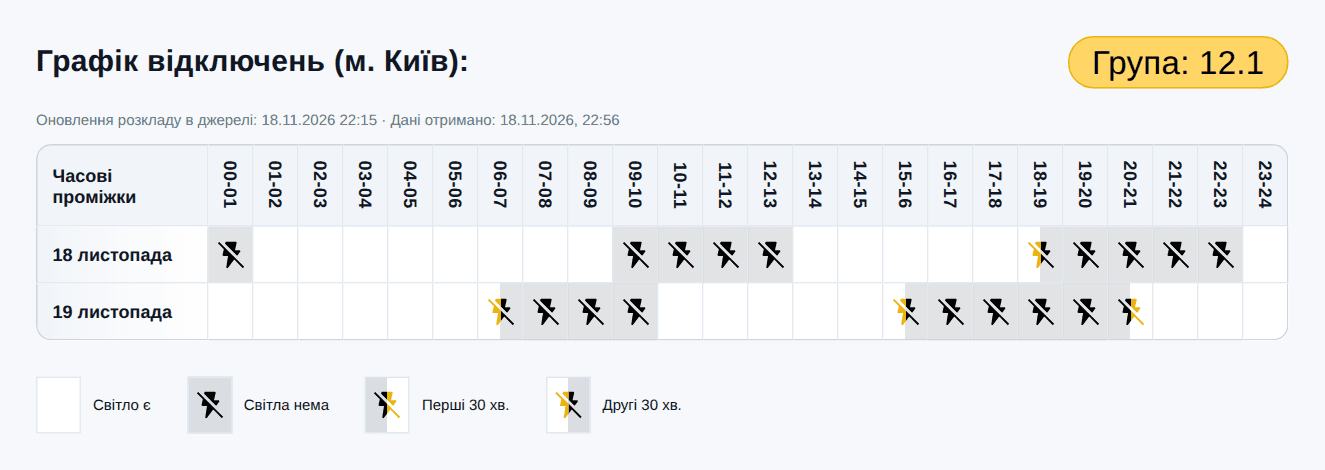 Графік відключень (м. Київ):
Група: 12.1
Оновлення розкладу в джерелі: 18.11.2026 22:15 · Дані отримано: 18.11.2026, 22:56
Часові
проміжки
00-01
01-02
02-03
03-04
04-05
05-06
06-07
07-08
08-09
09-10
10-11
11-12
12-13
13-14
14-15
15-16
16-17
17-18
18-19
19-20
20-21
21-22
22-23
23-24
18 листопада
19 листопада
Світло є
Світла нема
Перші 30 хв.
Другі 30 хв.